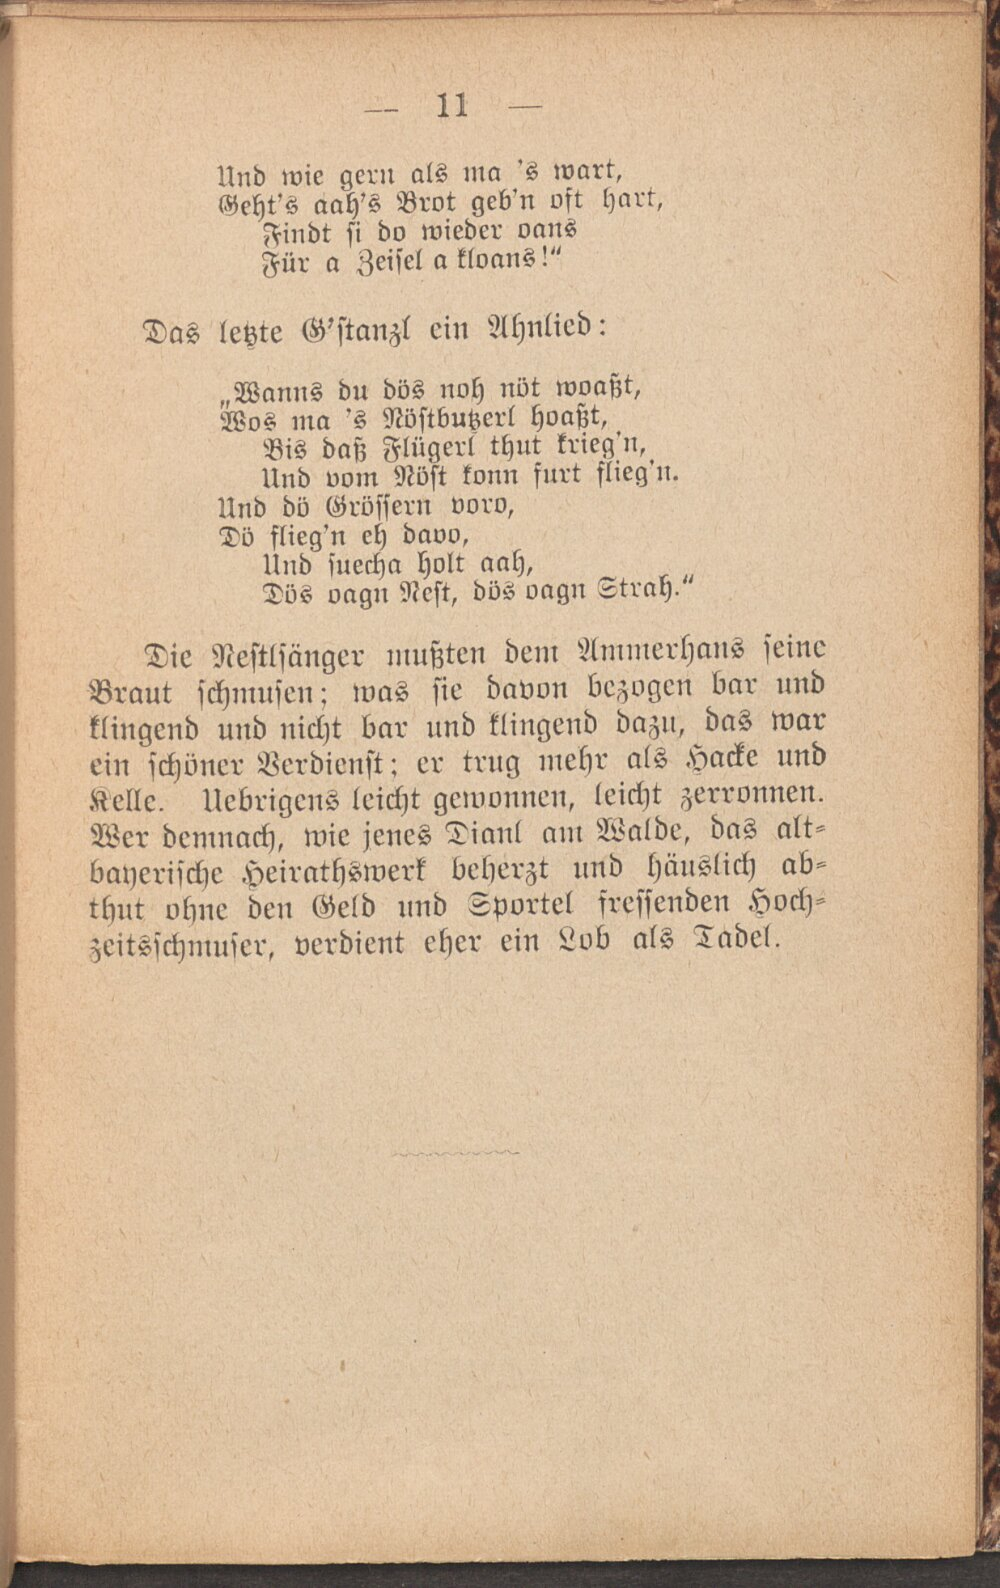 — 11 —
Und wie gern als ma 's wart,
Geht's aah's Brot geb'n oft hart,
Findt si do wieder oans
Für a Zeisel a kloans!“
Das letzte G'stanzl ein Ahnlied:
„Wanns du dös noh nöt woaßt,
Wos ma 's Nöstbutzerl hoaßt,
Bis daß Flügerl thut krieg'n,
Und vom Nöst konn furt flieg'n.
Und dö Grössern voro,
Dö flieg'n eh davo,
Und suecha holt aah,
Dös oagn Nest, dös oagn Strah.“
Die Nestlsänger mußten dem Ammerhans seine
Braut schmusen; was sie davon bezogen bar und
klingend und nicht bar und klingend dazu, das war
ein schöner Verdienst; er trug mehr als Hacke und
Kelle. Uebrigens leicht gewonnen, leicht zerronnen.
Wer demnach, wie jenes Dianl am Walde, das alt-
bayerische Heirathswerk beherzt und häuslich ab-
thut ohne den Geld und Sportel fressenden Hoch-
zeitsschmuser, verdient eher ein Lob als Tadel.